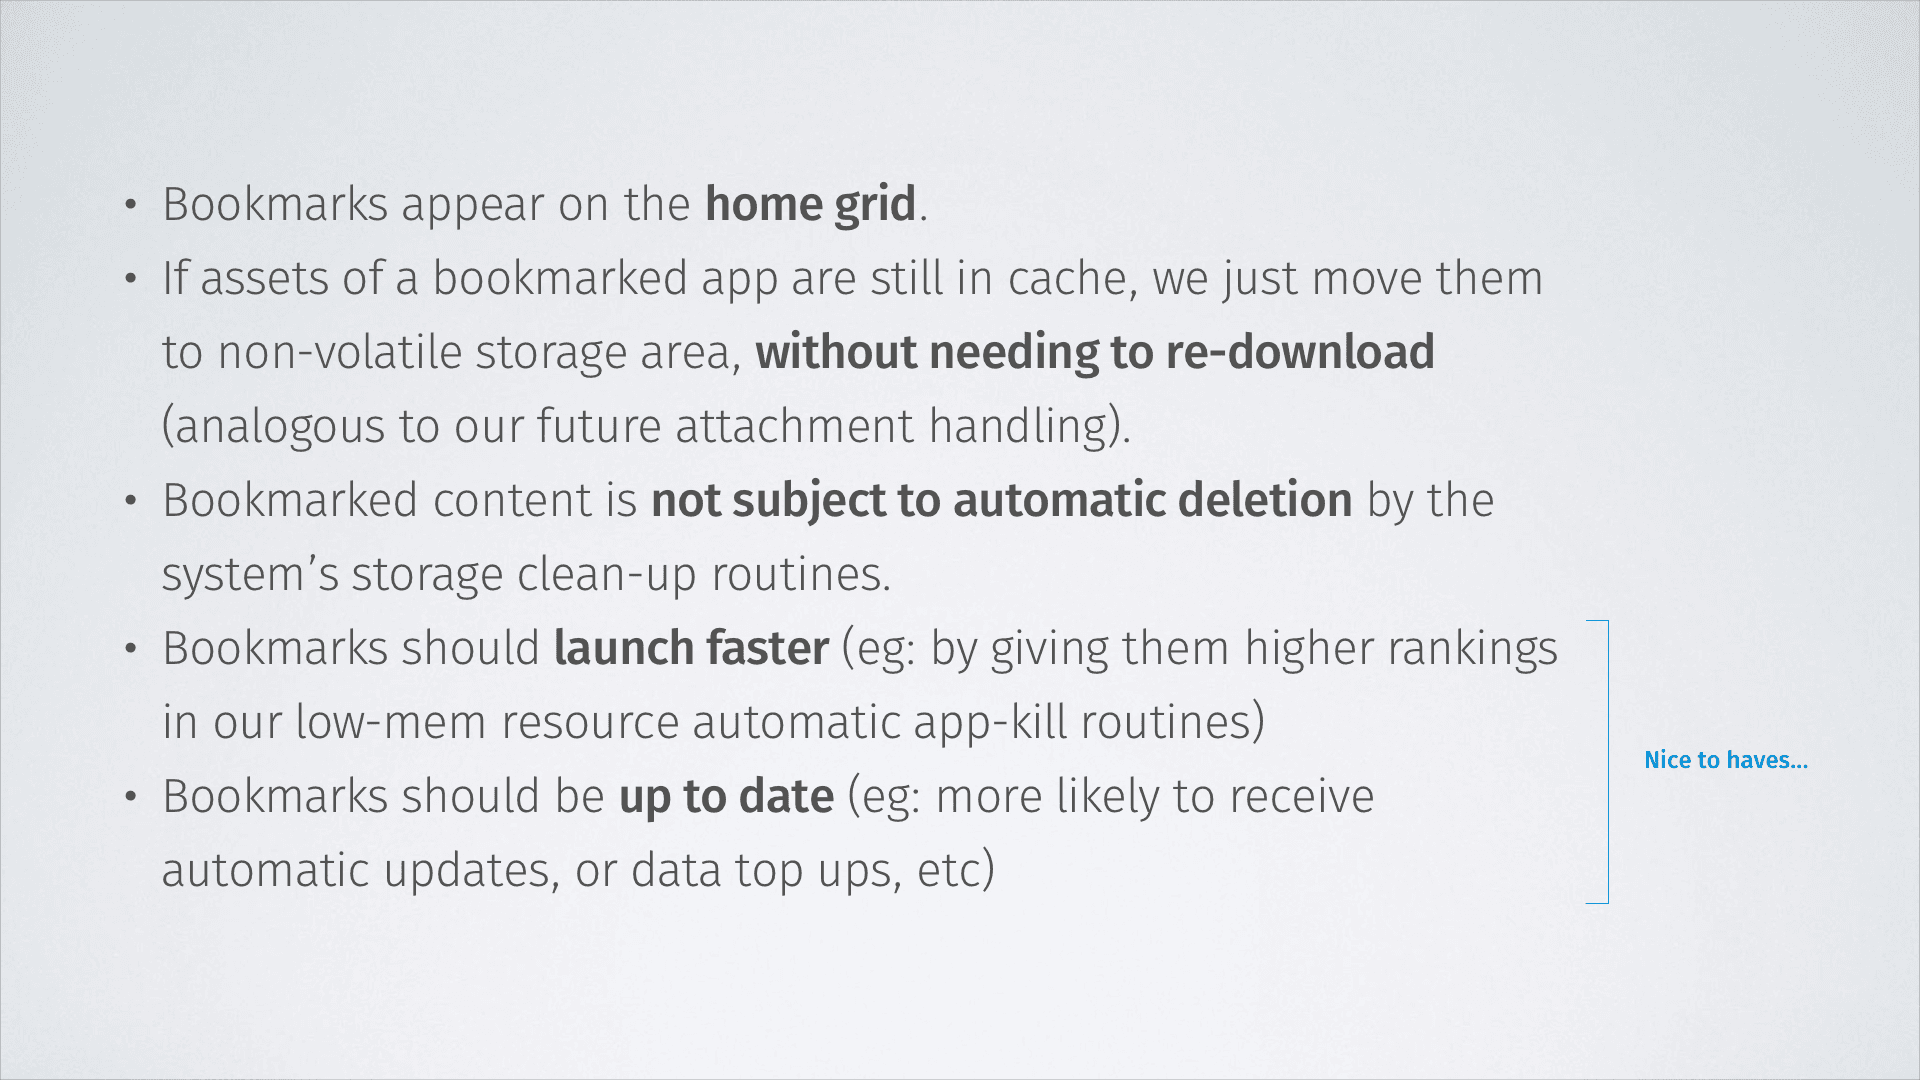 • Bookmarks appear on the home grid.
• If assets of a bookmarked app are still in cache, we just move them
to non-volatile storage area, without needing to re-download
(analogous to our future attachment handling).
• Bookmarked content is not subject to automatic deletion by the
system’s storage clean-up routines.
• Bookmarks should launch faster (eg: by giving them higher rankings
in our low-mem resource automatic app-kill routines)
• Bookmarks should be up to date (eg: more likely to receive
automatic updates, or data top ups, etc)
Nice to haves...